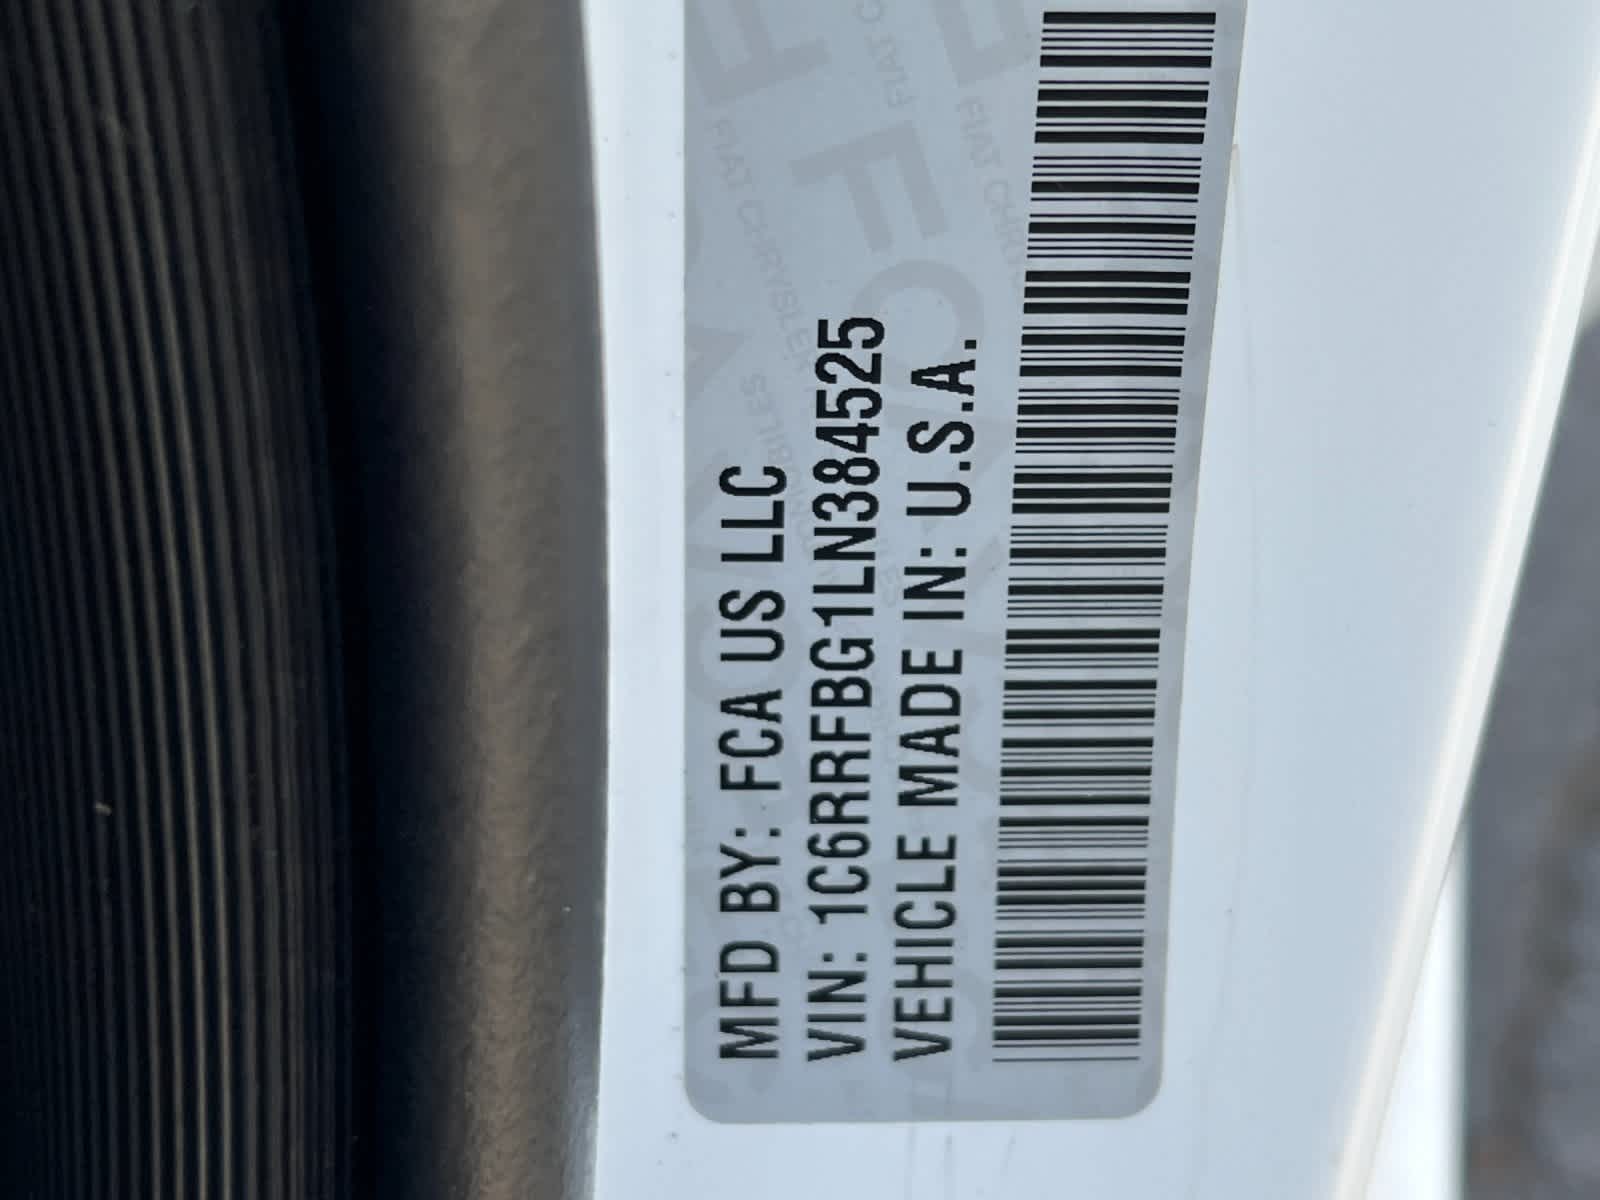 MFD BY: FCA US LLC
VIN: 1C6RRFBG1LN384525
VEHICLE MADE IN: U.S.A.